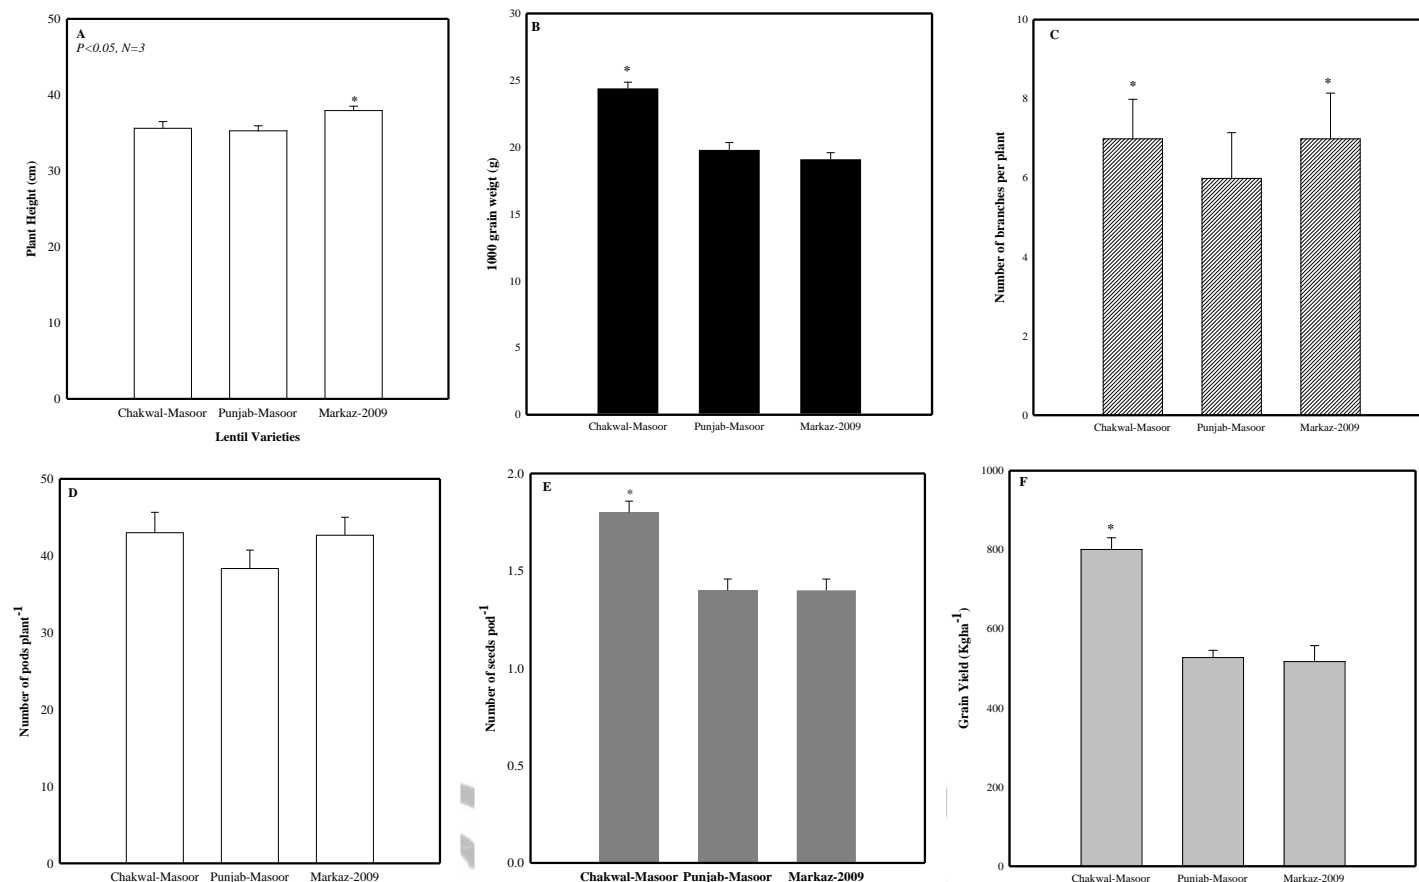 A
P<0.05, N=3
*
50
40
30
20
10
0
Plant Height (cm)
Chakwal-Masoor Punjab-Masoor Markaz-2009
Lentil Varieties
B
*
30
25
20
15
10
5
0
1000 grain weigt (g)
Chakwal-Masoor Punjab-Masoor Markaz-2009
C
* *
10
8
6
4
2
0
Number of branches per plant
Chakwal-Masoor Punjab-Masoor Markaz-2009
D
50
40
30
20
10
0
Number of pods plant-1
Chakwal-Masoor Punjab-Masoor Markaz-2009
E
*
2.0
1.5
1.0
0.5
0.0
Number of seeds pod-1
Chakwal-Masoor Punjab-Masoor Markaz-2009
F
*
1000
800
600
400
200
0
Grain Yield (Kgha-1)
Chakwal-Masoor Punjab-Masoor Markaz-2009